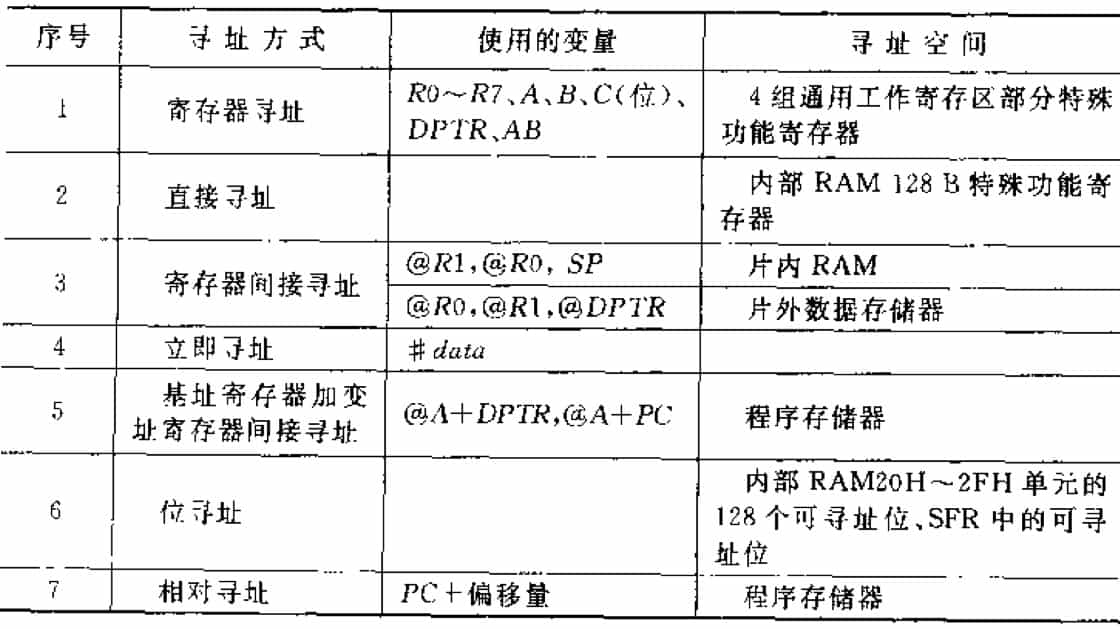 序号 寻址方式 使用的变量 寻址空间
1 寄存器寻址 R0～R7、A、B、C(位)、
DPTR、AB
4组通用工作寄存区部分特殊
功能寄存器
2 直接寻址
内部 RAM 128 B 特殊功能寄
存器
3 寄存器间接寻址
@R1,@R0, SP 片内 RAM
@R0,@R1,@DPTR 片外数据存储器
4 立即寻址 #data
5 基址寄存器加变
址寄存器间接寻址
@A+DPTR,@A+PC 程序存储器
6 位寻址
内部 RAM20H～2FH 单元的
128个可寻址位、SFR 中的可寻
址位
7 相对寻址 PC+偏移量 程序存储器